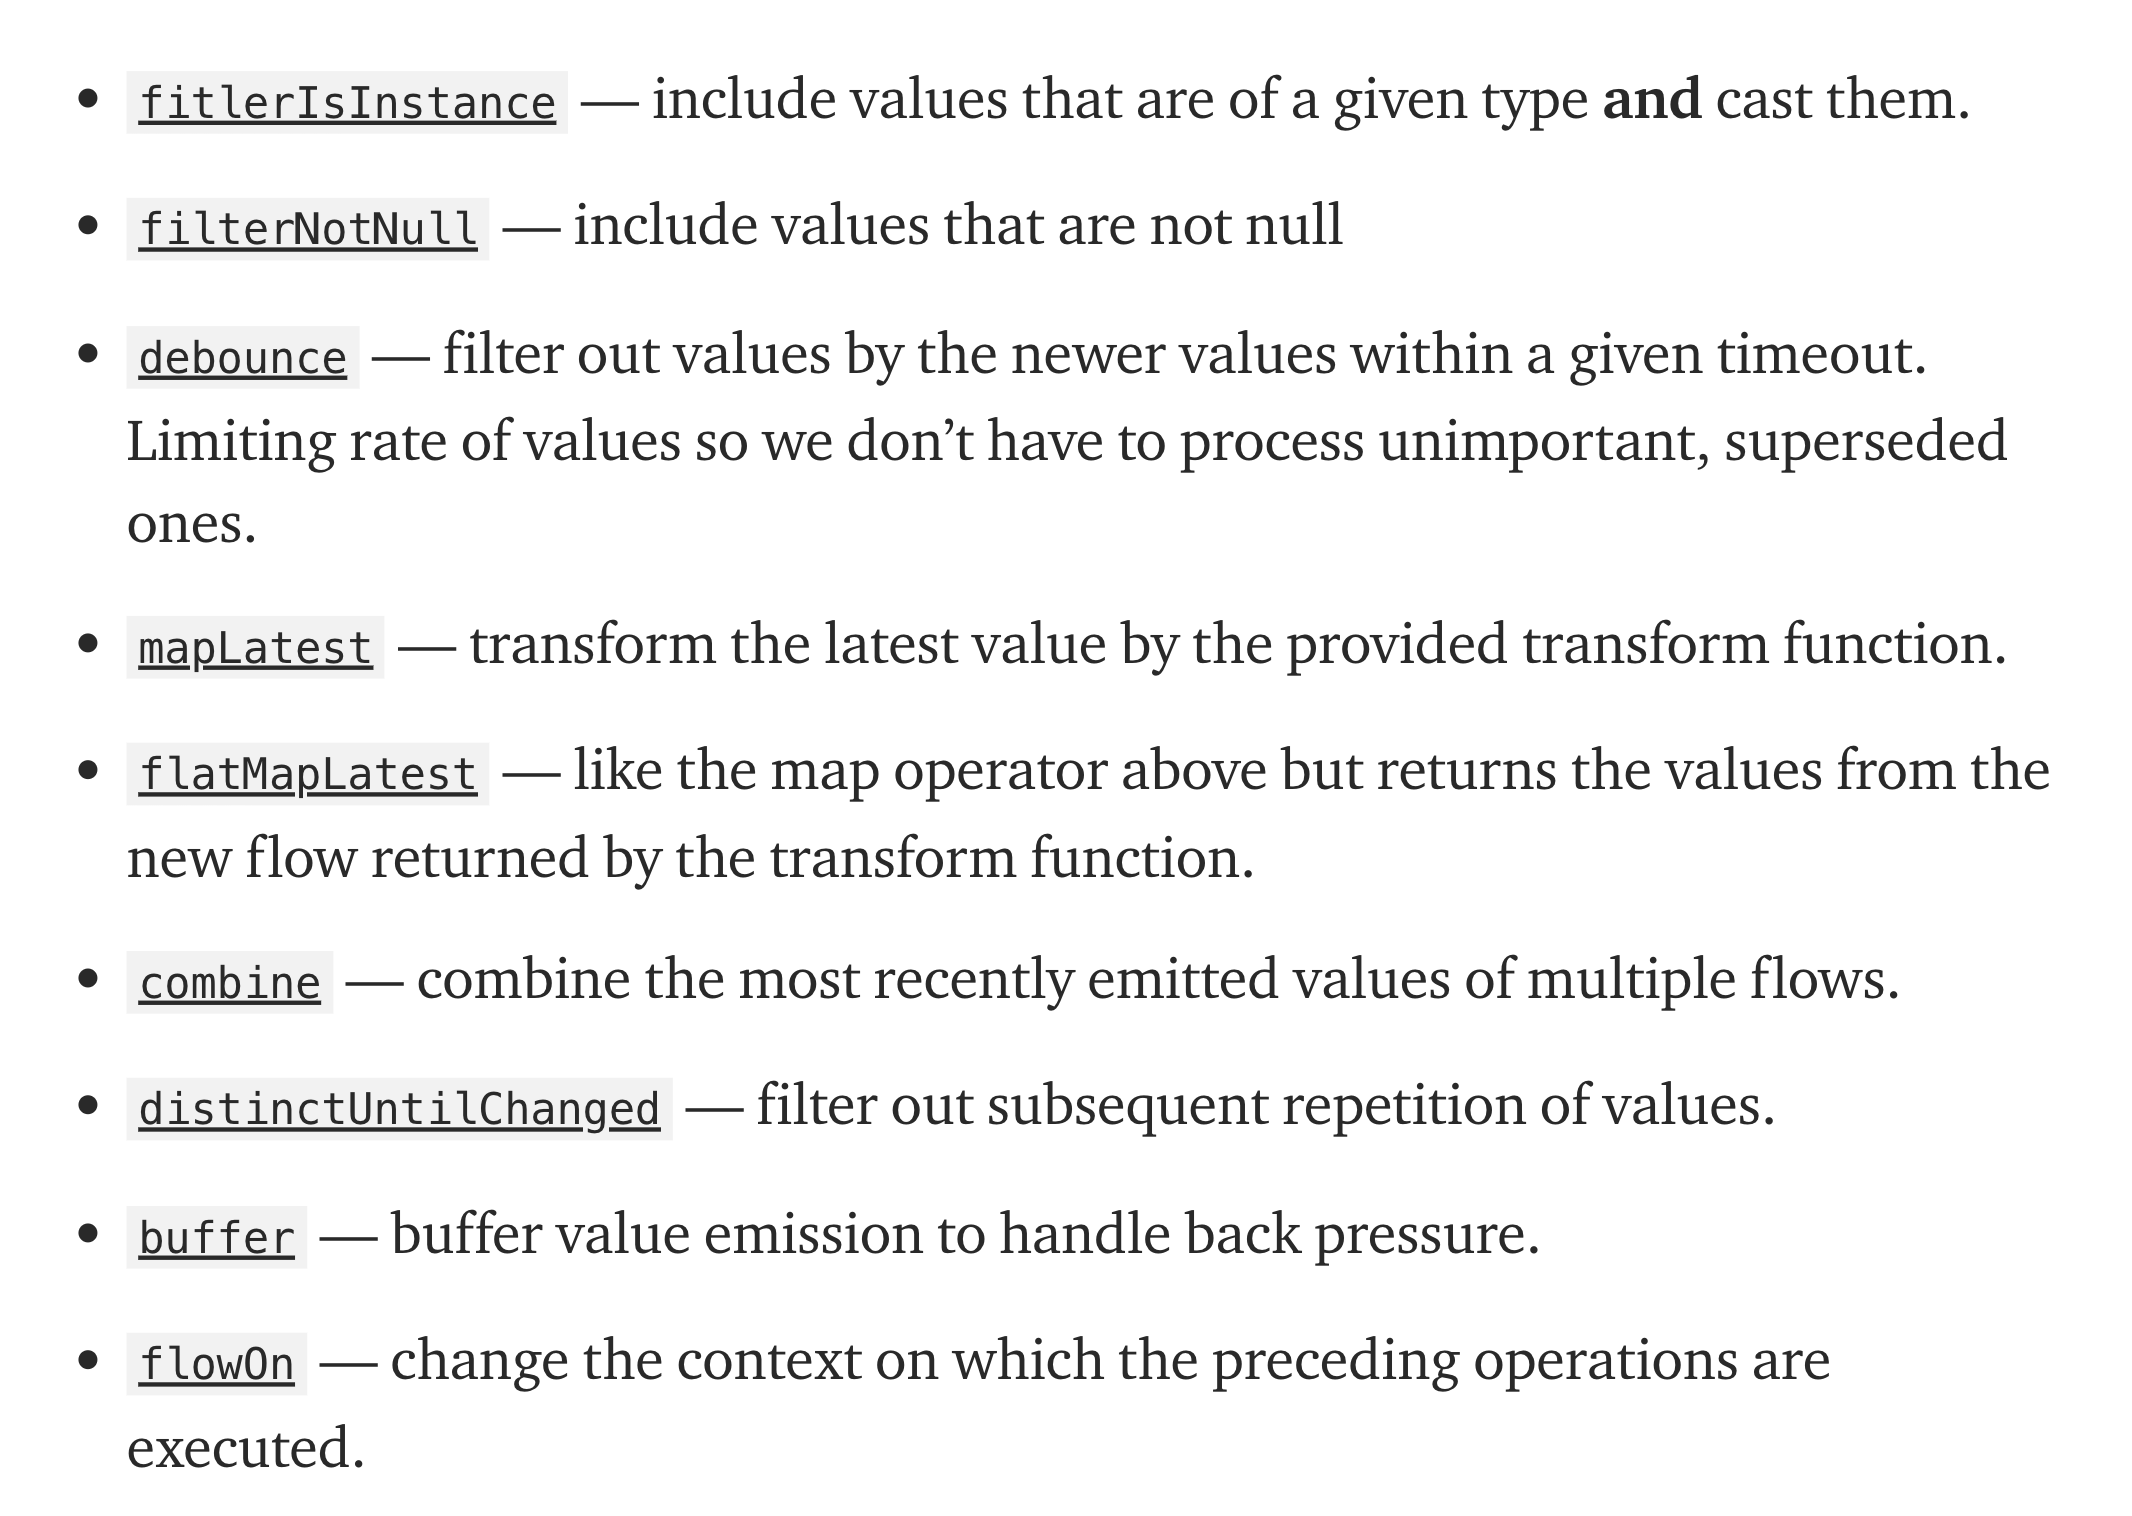 • fitlerIsInstance — include values that are of a given type and cast them.
• filterNotNull — include values that are not null
• debounce — filter out values by the newer values within a given timeout.
Limiting rate of values so we don’t have to process unimportant, superseded
ones.
• mapLatest — transform the latest value by the provided transform function.
• flatMapLatest — like the map operator above but returns the values from the
new flow returned by the transform function.
• combine — combine the most recently emitted values of multiple flows.
• distinctUntilChanged — filter out subsequent repetition of values.
• buffer — buffer value emission to handle back pressure.
• flowOn — change the context on which the preceding operations are
executed.